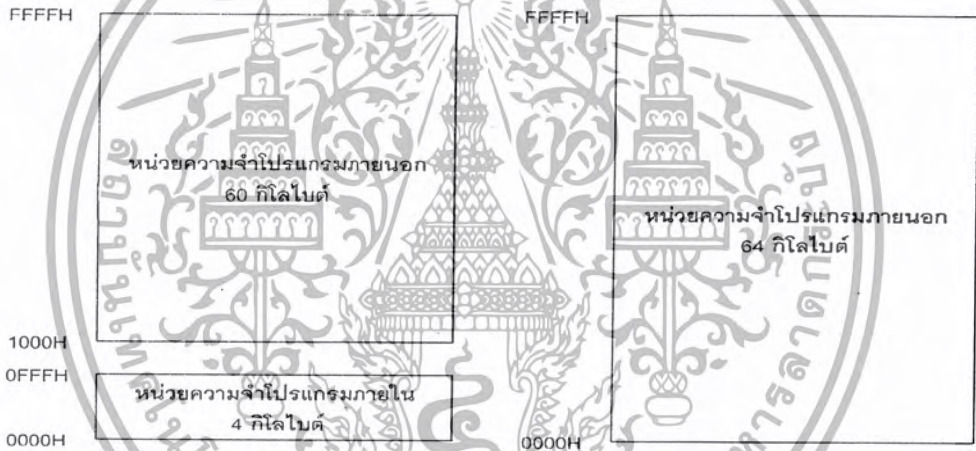 FFFFH
หน่วยความจำโปรแกรมภายนอก
60 กิโลไบต์
1000H
0FFFH
หน่วยความจำโปรแกรมภายใน
4 กิโลไบต์
0000H
FFFFH
หน่วยความจำโปรแกรมภายนอก
64 กิโลไบต์
0000H